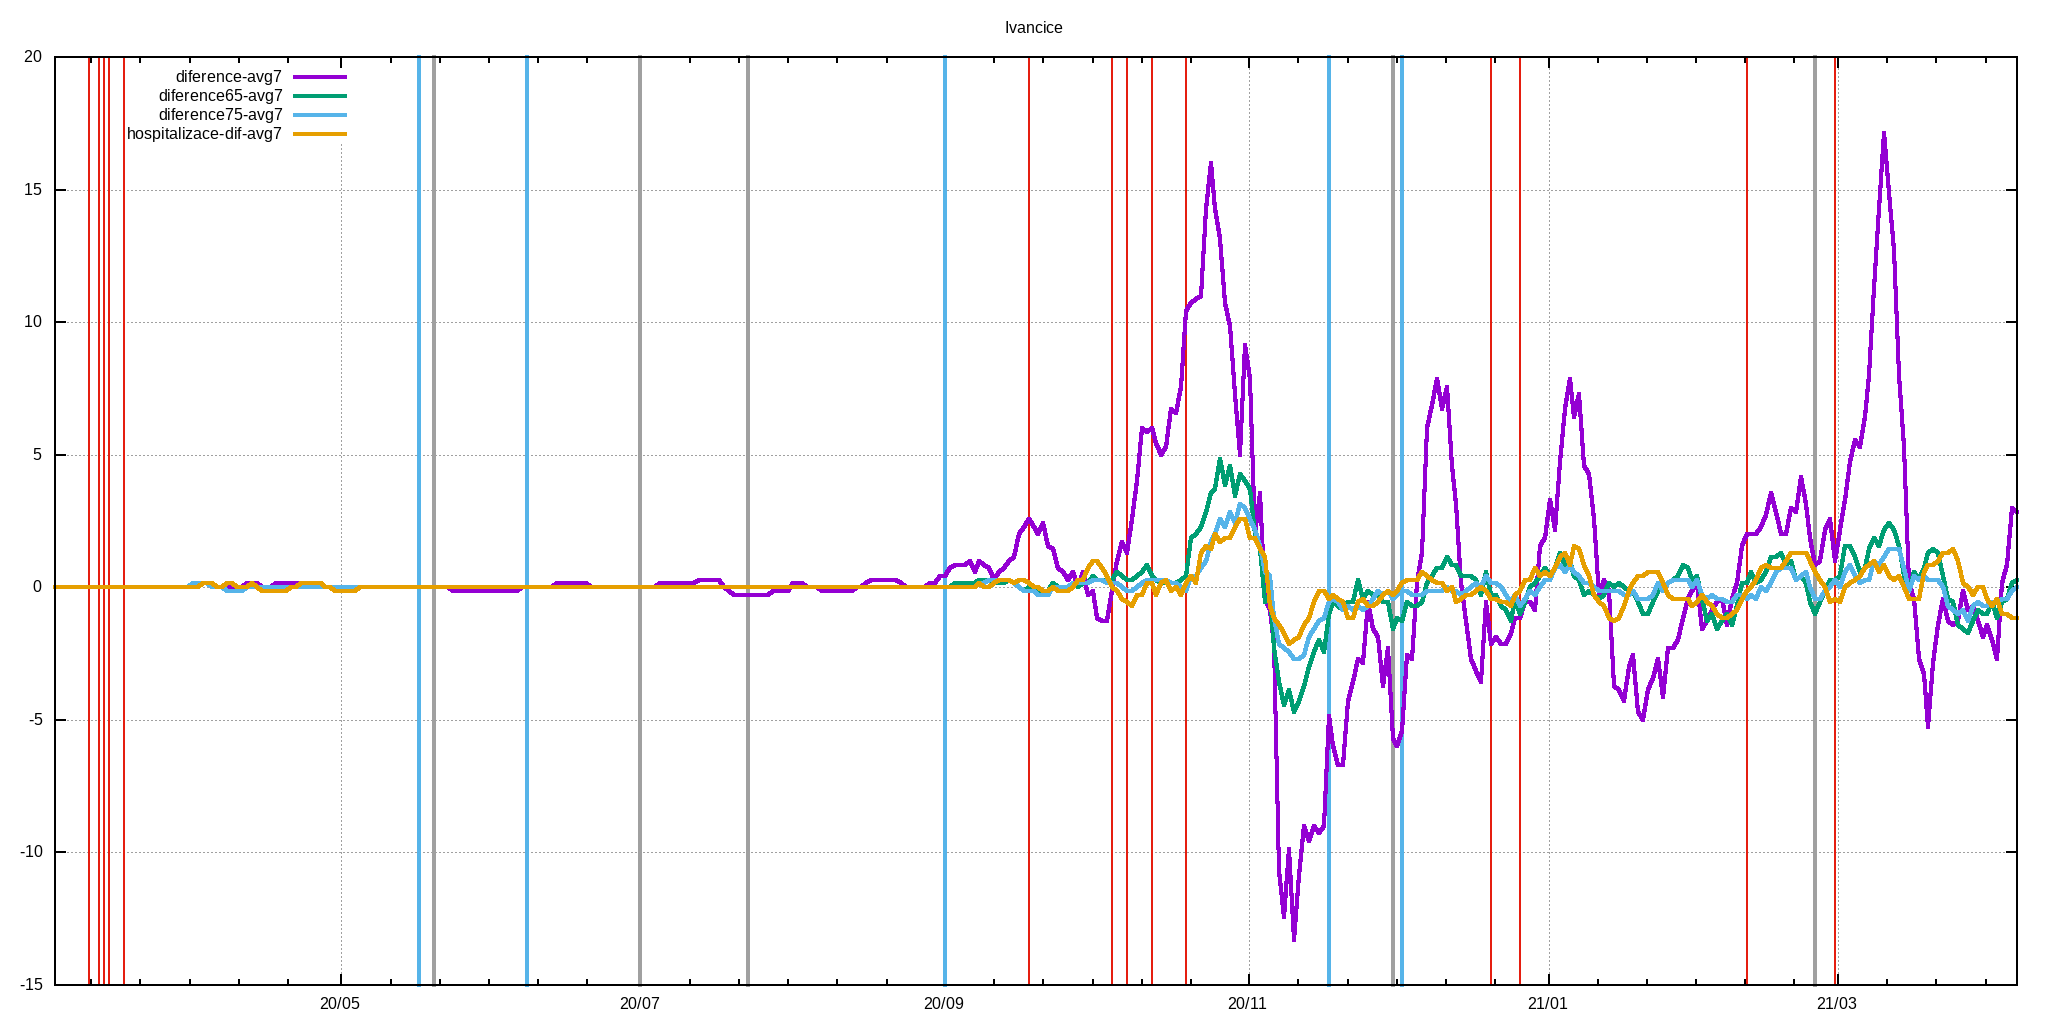 Ivancice
20
15
10
5
0
-5
-10
-15
diference-avg7
diference65-avg7
diference75-avg7
hospitalizace-dif-avg7
20/05
20/07
20/09
20/11
21/01
21/03